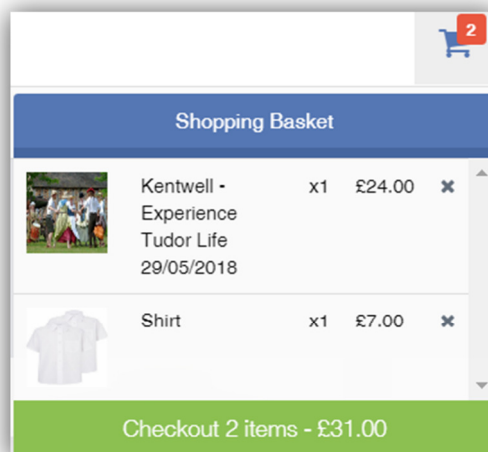 2
Shopping Basket
Kentwell - x1 £24.00 ×
Experience
Tudor Life
29/05/2018
Shirt x1 £7.00 ×
Checkout 2 items - £31.00